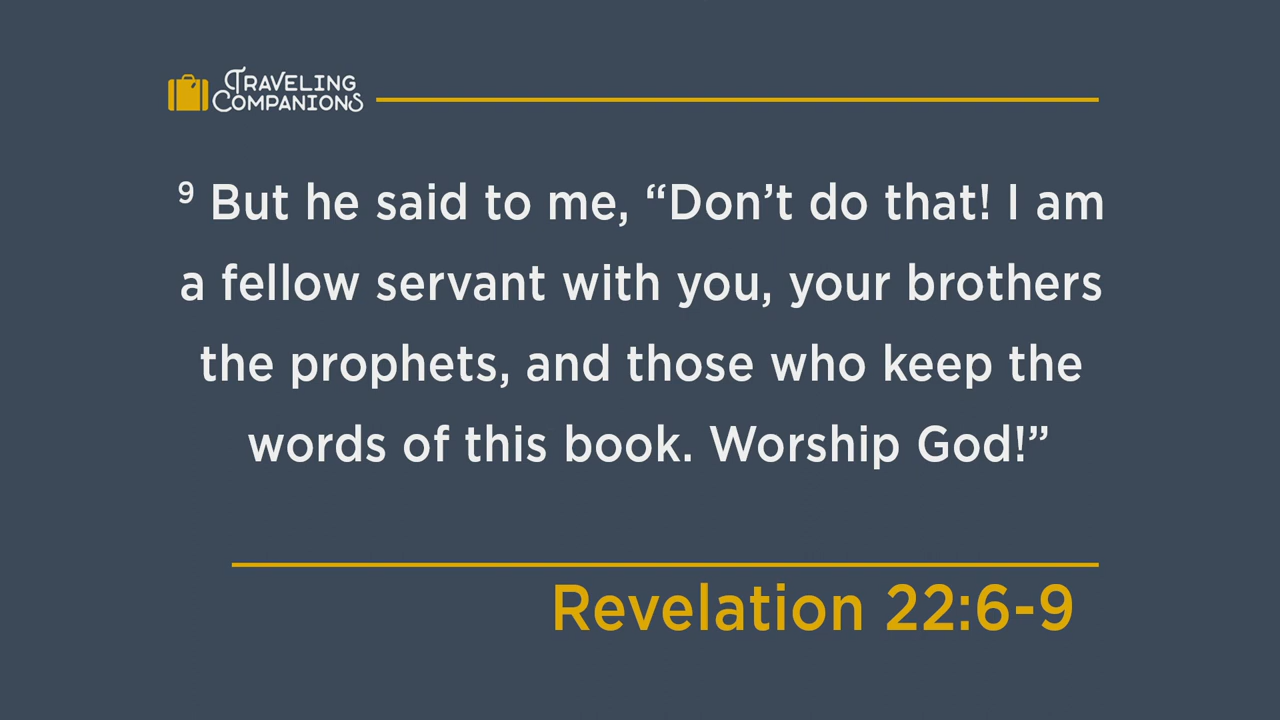 TRAVELING
COMPANIONS
⁹ But he said to me, “Don’t do that! I am
a fellow servant with you, your brothers
the prophets, and those who keep the
words of this book. Worship God!”
Revelation 22:6-9